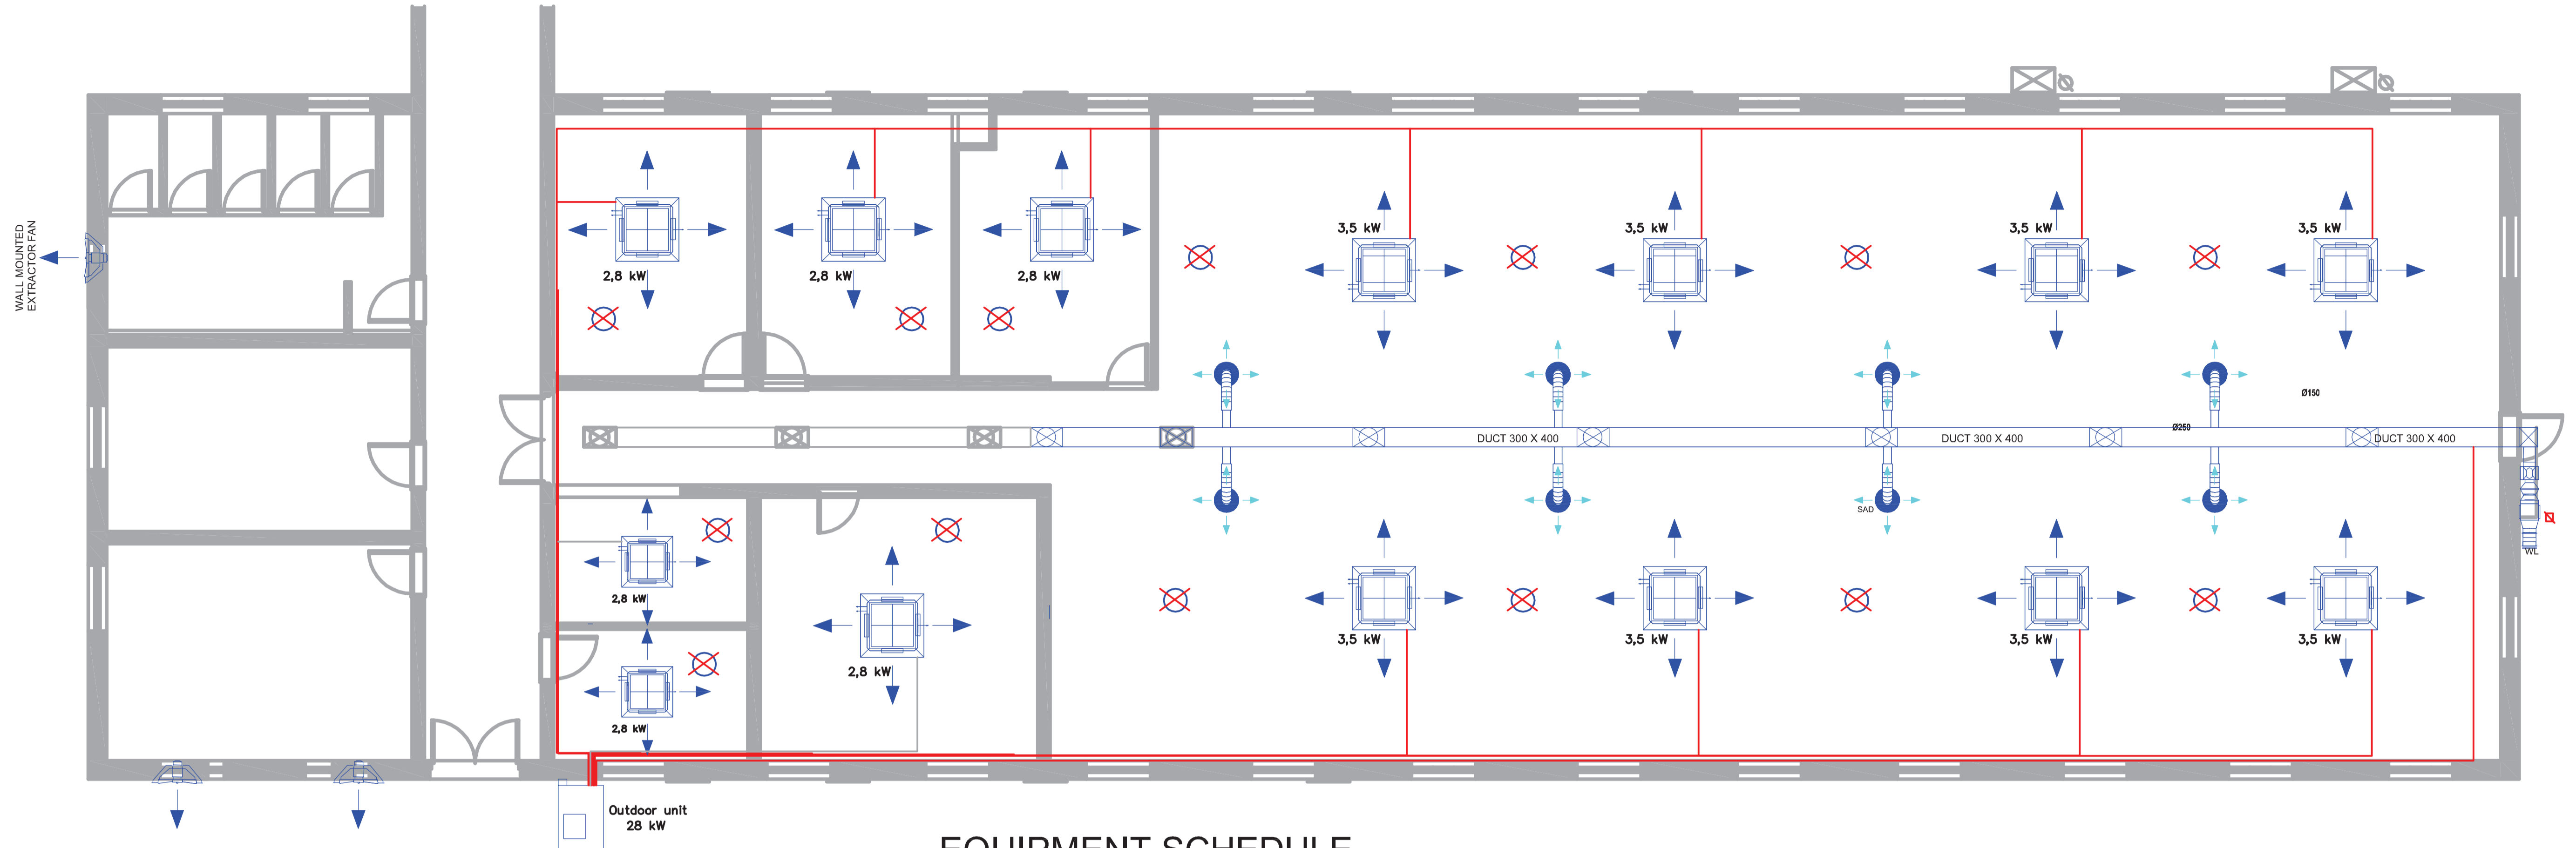 WALL MOUNTED
EXTRACTOR FAN
2,8 kW
2,8 kW
2,8 kW
3,5 kW
3,5 kW
3,5 kW
3,5 kW
Ø150
Ø250
DUCT 300 X 400
DUCT 300 X 400
DUCT 300 X 400
SAD
WL
2,8 kW
2,8 kW
2,8 kW
3,5 kW
3,5 kW
3,5 kW
3,5 kW
Outdoor unit
28 kW
EQUIPMENT SCHEDULE